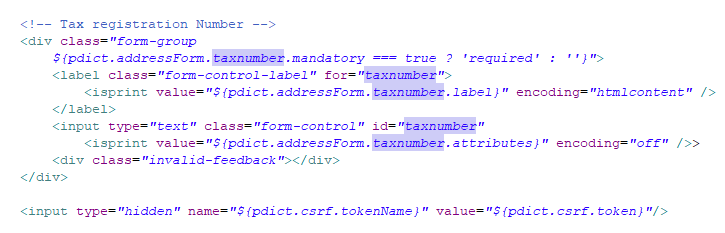 <!-- Tax registration Number -->
<div class="form-group
${pdict.addressForm.taxnumber.mandatory === true ? 'required' : ''}">
<label class="form-control-label" for="taxnumber">
<isprint value="${pdict.addressForm.taxnumber.label}" encoding="htmlcontent" />
</label>
<input type="text" class="form-control" id="taxnumber"
<isprint value="${pdict.addressForm.taxnumber.attributes}" encoding="off" />>
<div class="invalid-feedback"></div>
</div>
<input type="hidden" name="${pdict.csrf.tokenName}" value="${pdict.csrf.token}"/>